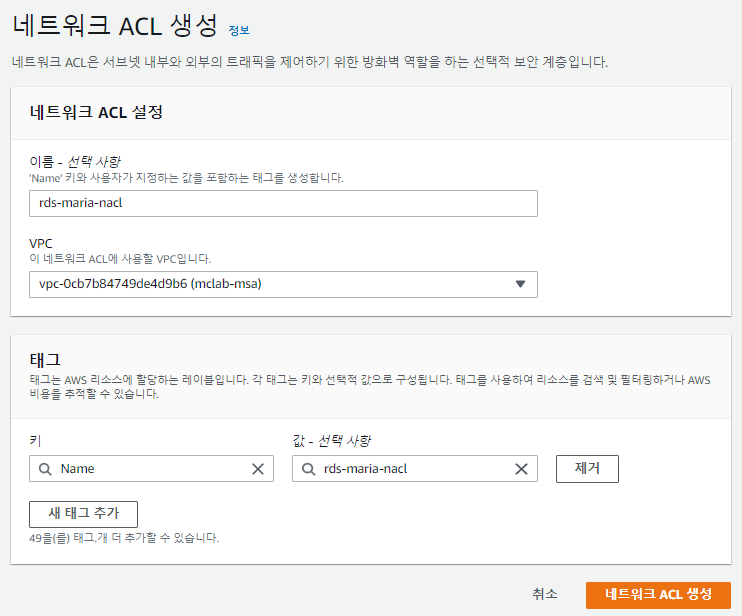 네트워크 ACL 생성 정보
네트워크 ACL은 서브넷 내부와 외부의 트래픽을 제어하기 위한 방화벽 역할을 하는 선택적 보안 계층입니다.
네트워크 ACL 설정
이름 - 선택 사항
'Name' 키와 사용자가 지정하는 값을 포함하는 태그를 생성합니다.
rds-maria-nacl
VPC
이 네트워크 ACL에 사용할 VPC입니다.
vpc-0cb7b84749de4d9b6 (mclab-msa)
태그
태그는 AWS 리소스에 할당하는 레이블입니다. 각 태그는 키와 선택적 값으로 구성됩니다. 태그를 사용하여 리소스를 검색 및 필터링하거나 AWS
비용을 추적할 수 있습니다.
키 값 - 선택 사항
Name rds-maria-nacl 제거
새 태그 추가
49을(를) 태그.개 더 추가할 수 있습니다.
취소 네트워크 ACL 생성